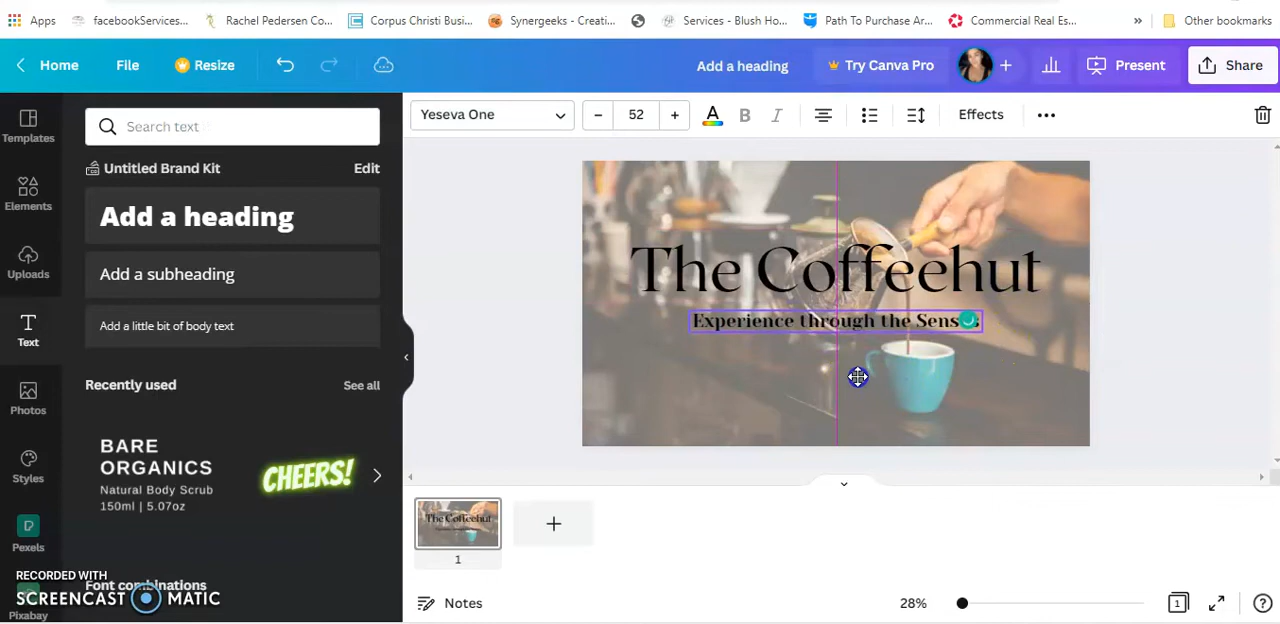 Apps
facebookServices...
Rachel Pedersen Co...
Corpus Christi Busi...
Synergeeks - Creati...
Services - Blush Ho...
Path To Purchase Ar...
Commercial Real Es...
»
Other bookmarks
Home
File
Resize
Add a heading
Try Canva Pro
+
Present
Share
Templates
Elements
Uploads
Text
Photos
Styles
Pexels
Pixabay
Search text
Untitled Brand Kit
Edit
Add a heading
Add a subheading
Add a little bit of body text
Recently used
See all
BARE
ORGANICS
Natural Body Scrub
150ml | 5.07oz
CHEERS!
Font combinations
RECORDED WITH
SCREENCAST MATIC
Yeseva One
– 52 +
A
B
I
Effects
The Coffeehut
Experience through the
The Coffeehut
1
Notes
28%
1
?